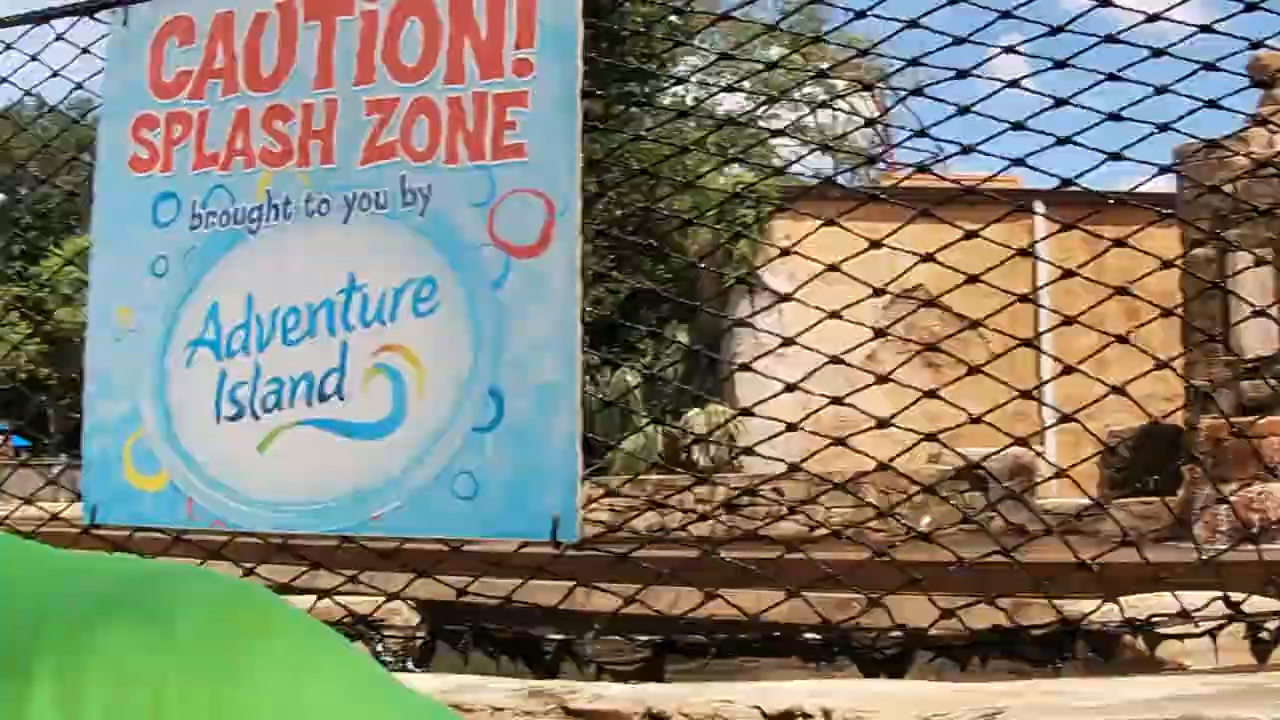 CAUTiON!
SPLASH ZONE
brought to you by
Adventure
Island